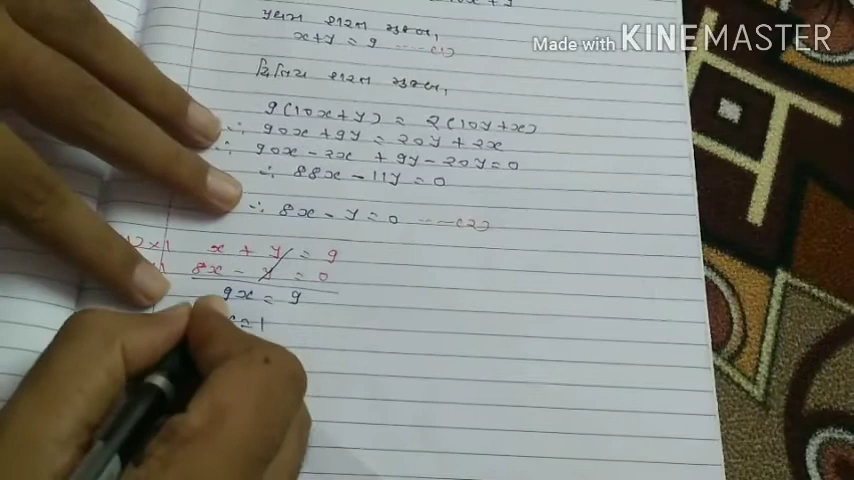 Made with KINEMASTER
પ્રથમ શરત મુજબ,
x+y = 9 ----(1)
દ્વિતિય શરત મુજબ,
9(10x+y) = 2(10y+x)
∴ 90x + 9y = 20y + 2x
∴ 90x - 2x + 9y - 20y = 0
∴ 88x - 11y = 0
∴ 8x - y = 0 ----(2)
x + y = 9
8x - y = 0
9x = 9
x = 1